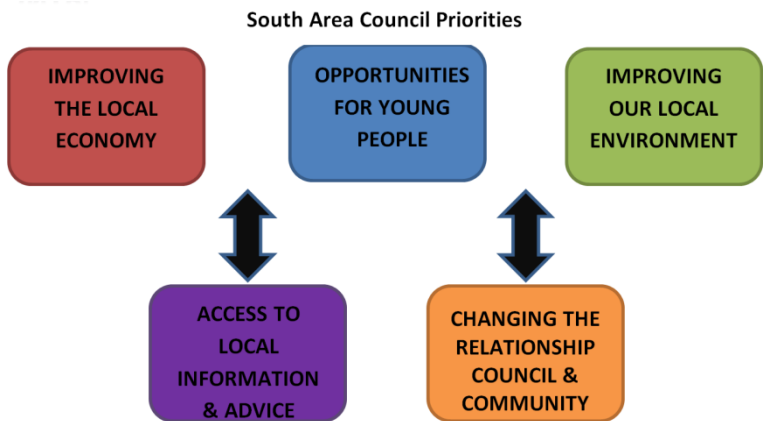 South Area Council Priorities
IMPROVING
THE LOCAL
ECONOMY
OPPORTUNITIES
FOR YOUNG
PEOPLE
IMPROVING
OUR LOCAL
ENVIRONMENT
ACCESS TO
LOCAL
INFORMATION
& ADVICE
CHANGING THE
RELATIONSHIP
COUNCIL &
COMMUNITY